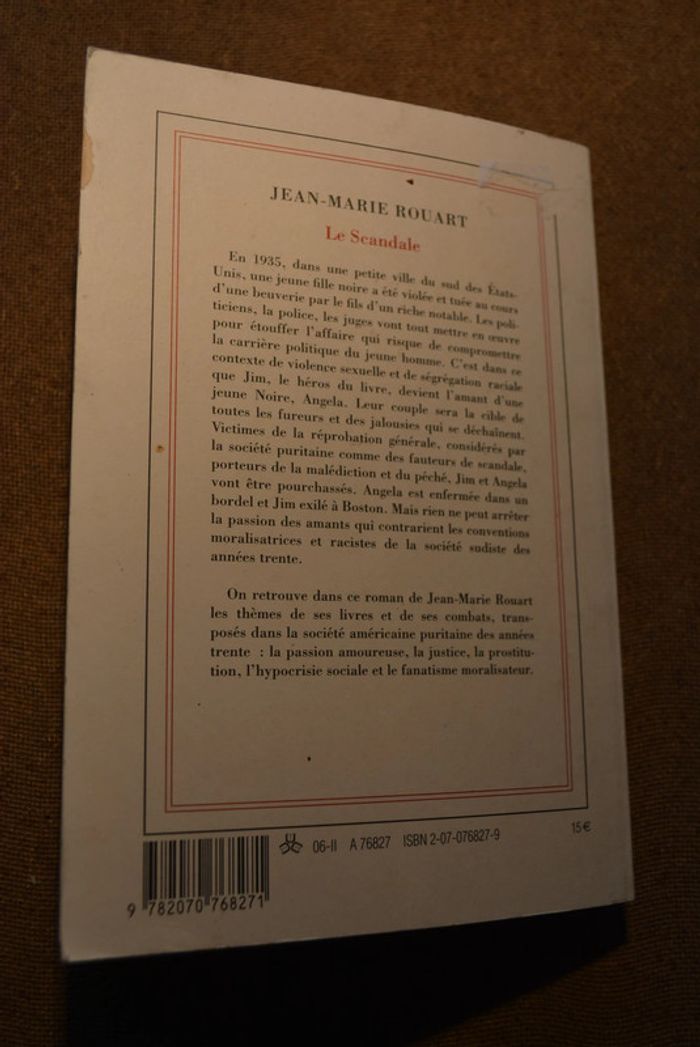 JEAN-MARIE ROUART
Le Scandale
En 1935, dans une petite ville du sud des États-
Unis, une jeune fille noire a été violée et tuée au cours
d'une beuverie par le fils d'un riche notable. Les poli-
ticiens, la police, les juges vont tout mettre en œuvre
pour étouffer l'affaire qui risque de compromettre
la carrière politique du jeune homme. C'est dans ce
contexte de violence sexuelle et de ségrégation raciale
que Jim, le héros du livre, devient l'amant d'une
jeune Noire, Angela. Leur couple sera la cible de
toutes les fureurs et des jalousies qui se déchaînent.
Victimes de la réprobation générale, considérés par
la société puritaine comme des fauteurs de scandale,
porteurs de la malédiction et du péché, Jim et Angela
vont être pourchassés. Angela est enfermée dans un
bordel et Jim exilé à Boston. Mais rien ne peut arrêter
la passion des amants qui contrarient les conventions
moralisatrices et racistes de la société sudiste des
années trente.
On retrouve dans ce roman de Jean-Marie Rouart
les thèmes de ses livres et de ses combats, trans-
posés dans la société américaine puritaine des années
trente : la passion amoureuse, la justice, la prostitu-
tion, l'hypocrisie sociale et le fanatisme moralisateur.
06-II A 76827 ISBN 2-07-076827-9
15 €
9 782070 768271